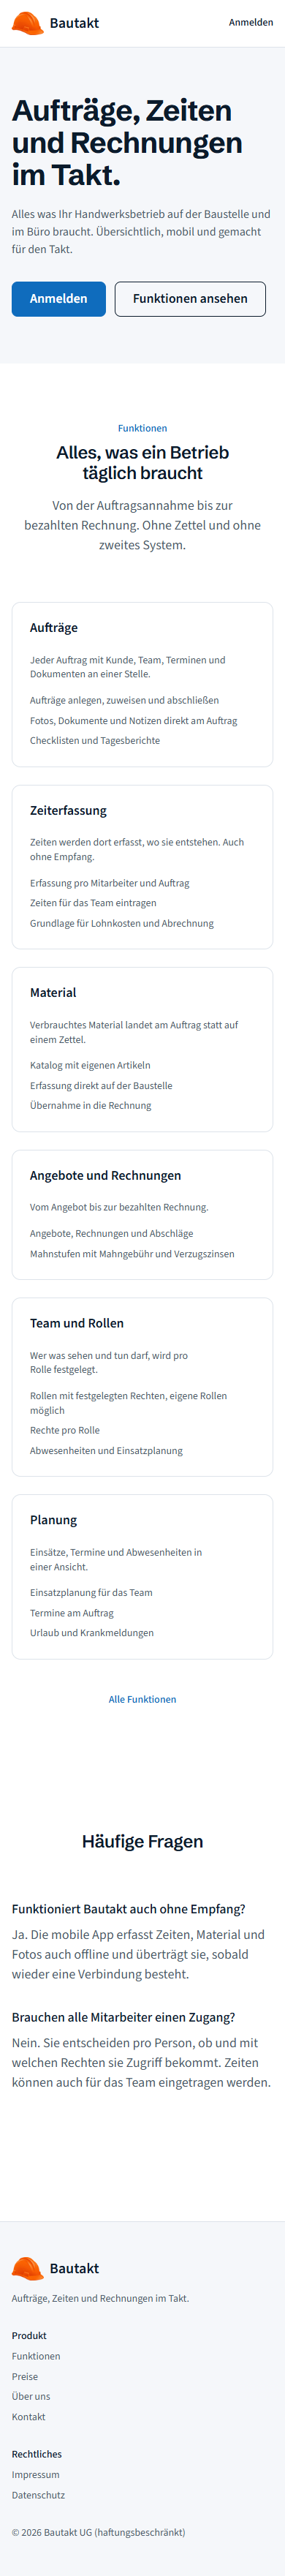 Bautakt
Anmelden
Aufträge, Zeiten
und Rechnungen
im Takt.
Alles was Ihr Handwerksbetrieb auf der Baustelle und
im Büro braucht. Übersichtlich, mobil und gemacht
für den Takt.
Anmelden
Funktionen ansehen
Funktionen
Alles, was ein Betrieb
täglich braucht
Von der Auftragsannahme bis zur
bezahlten Rechnung. Ohne Zettel und ohne
zweites System.
Aufträge
Jeder Auftrag mit Kunde, Team, Terminen und
Dokumenten an einer Stelle.
Aufträge anlegen, zuweisen und abschließen
Fotos, Dokumente und Notizen direkt am Auftrag
Checklisten und Tagesberichte
Zeiterfassung
Zeiten werden dort erfasst, wo sie entstehen. Auch
ohne Empfang.
Erfassung pro Mitarbeiter und Auftrag
Zeiten für das Team eintragen
Grundlage für Lohnkosten und Abrechnung
Material
Verbrauchtes Material landet am Auftrag statt auf
einem Zettel.
Katalog mit eigenen Artikeln
Erfassung direkt auf der Baustelle
Übernahme in die Rechnung
Angebote und Rechnungen
Vom Angebot bis zur bezahlten Rechnung.
Angebote, Rechnungen und Abschläge
Mahnstufen mit Mahngebühr und Verzugszinsen
Team und Rollen
Wer was sehen und tun darf, wird pro
Rolle festgelegt.
Rollen mit festgelegten Rechten, eigene Rollen
möglich
Rechte pro Rolle
Abwesenheiten und Einsatzplanung
Planung
Einsätze, Termine und Abwesenheiten in
einer Ansicht.
Einsatzplanung für das Team
Termine am Auftrag
Urlaub und Krankmeldungen
Alle Funktionen
Häufige Fragen
Funktioniert Bautakt auch ohne Empfang?
Ja. Die mobile App erfasst Zeiten, Material und
Fotos auch offline und überträgt sie, sobald
wieder eine Verbindung besteht.
Brauchen alle Mitarbeiter einen Zugang?
Nein. Sie entscheiden pro Person, ob und mit
welchen Rechten sie Zugriff bekommt. Zeiten
können auch für das Team eingetragen werden.
Bautakt
Aufträge, Zeiten und Rechnungen im Takt.
Produkt
Funktionen
Preise
Über uns
Kontakt
Rechtliches
Impressum
Datenschutz
© 2026 Bautakt UG (haftungsbeschränkt)